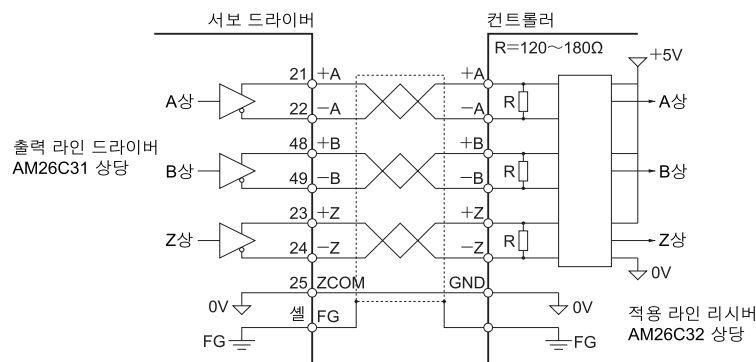 서보 드라이버
컨트롤러
R=120～180Ω
+5V
21 +A
+A
A상
R
A상
22 −A
−A
출력 라인 드라이버
AM26C31 상당
48 +B
+B
B상
R
B상
49 −B
−B
23 +Z
+Z
Z상
R
Z상
24 −Z
−Z
25 ZCOM
GND
0V
0V
0V
셸 FG
FG
FG
적용 라인 리시버
AM26C32 상당